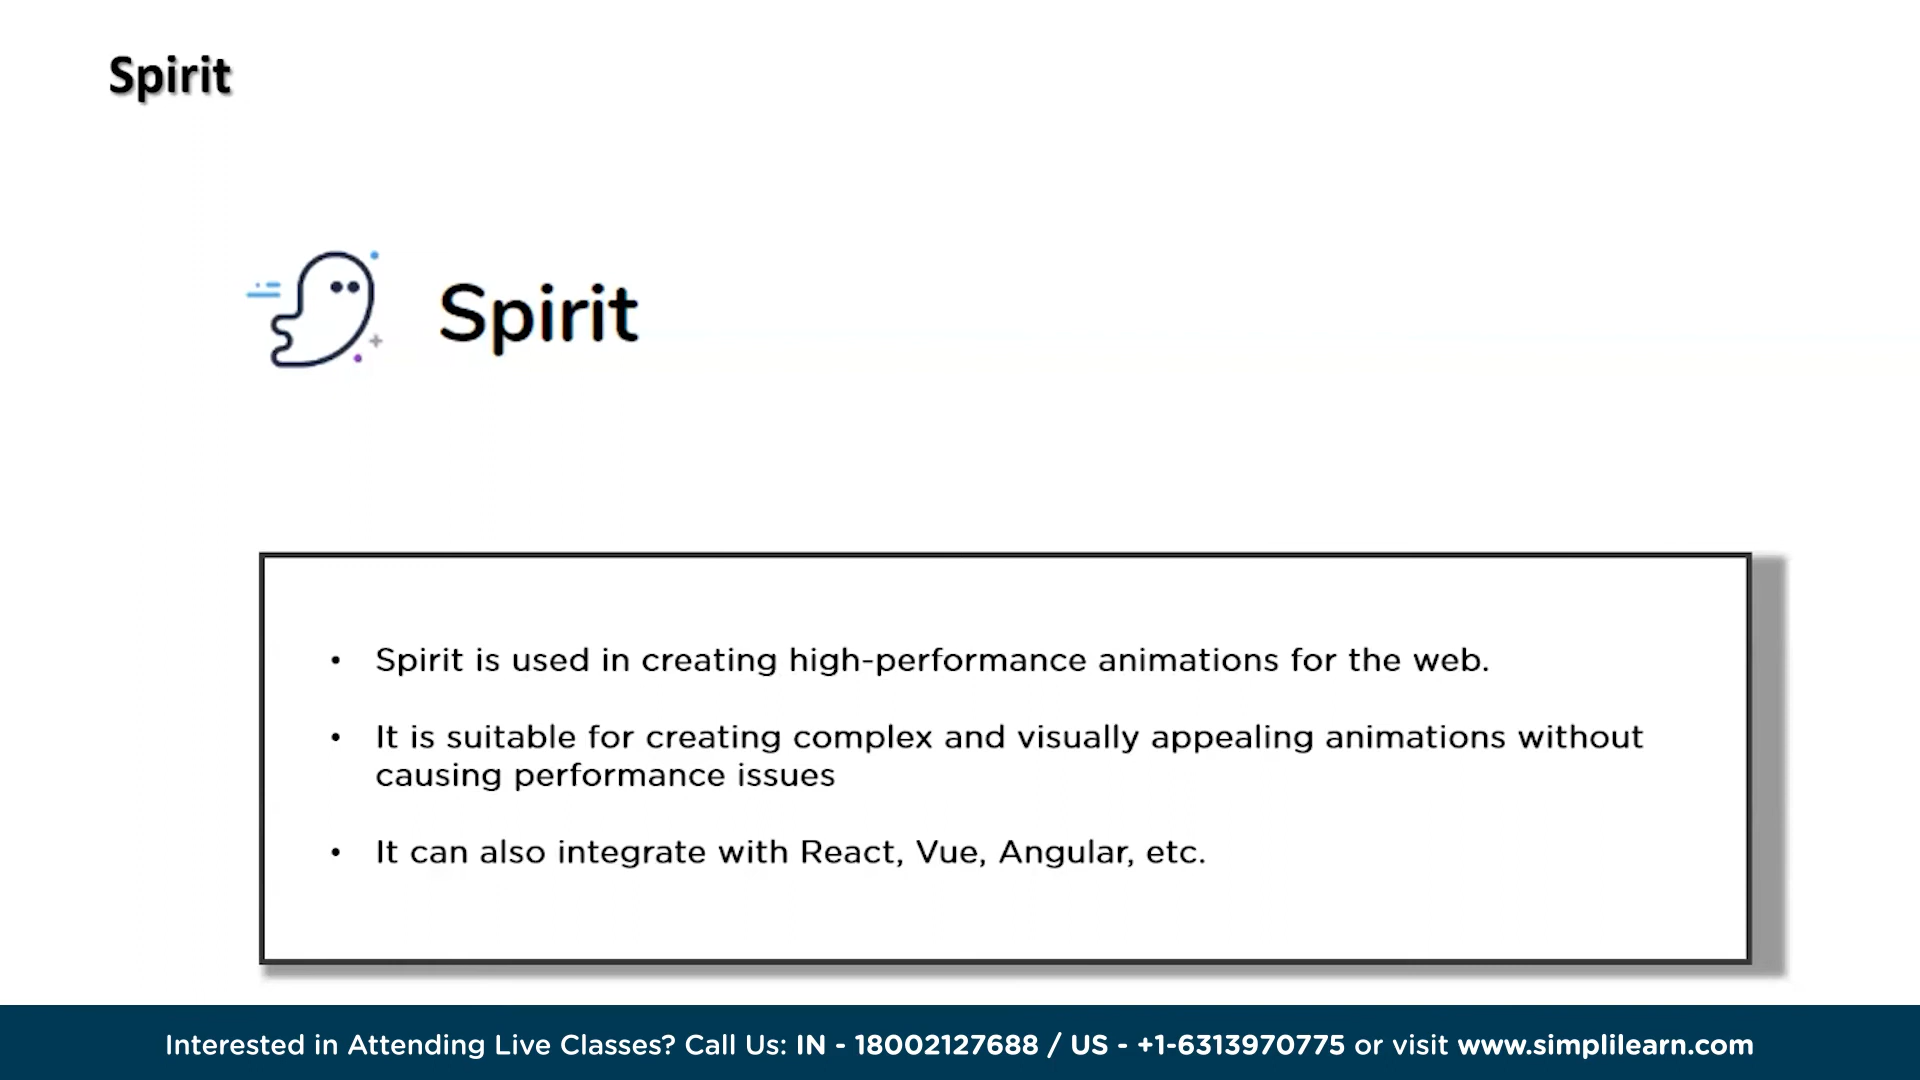 Spirit
Spirit
• Spirit is used in creating high-performance animations for the web.
• It is suitable for creating complex and visually appealing animations without
causing performance issues
• It can also integrate with React, Vue, Angular, etc.
Interested in Attending Live Classes? Call Us: IN - 18002127688 / US - +1-6313970775 or visit www.simplilearn.com